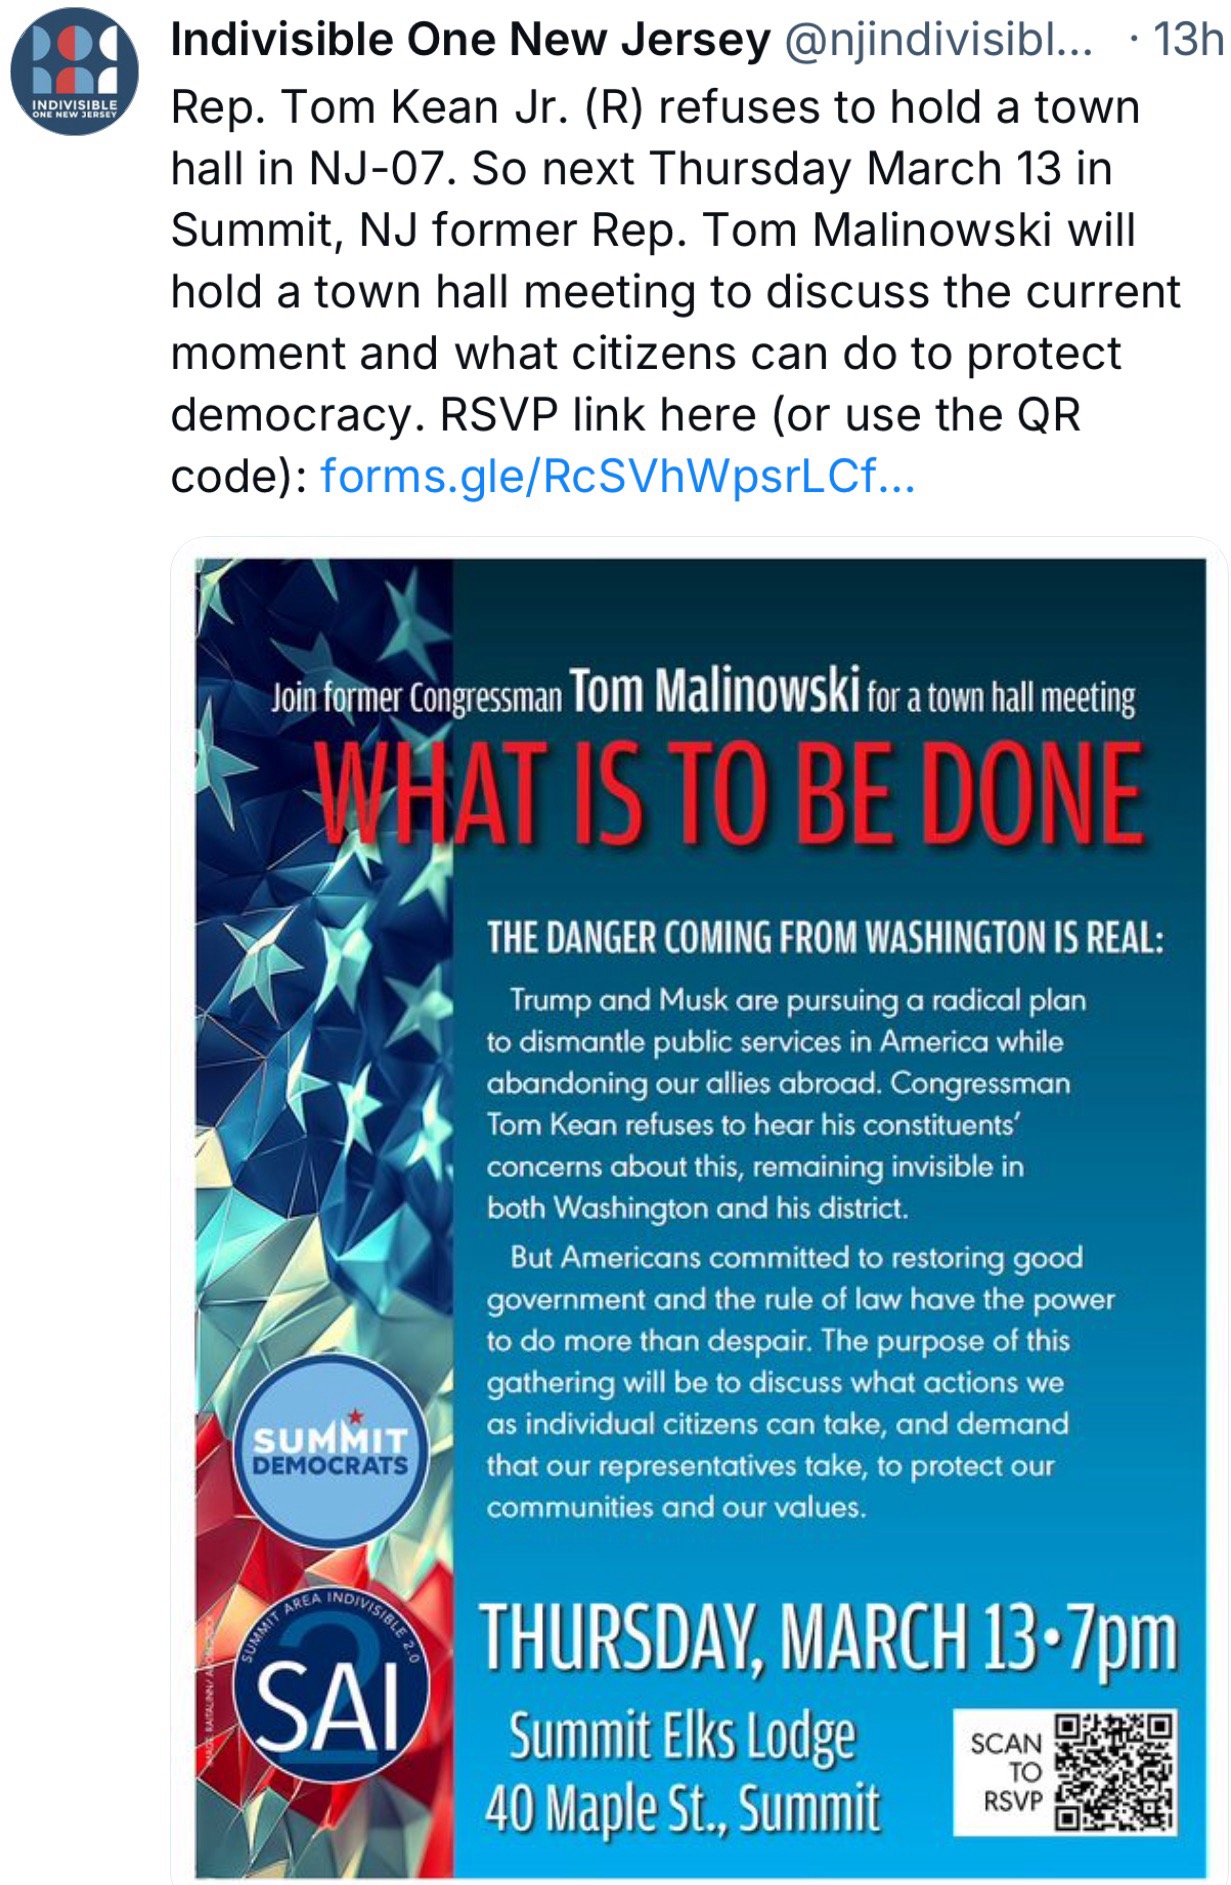 Indivisible One New Jersey @njindivisibl... · 13h
INDIVISIBLE
ONE NEW JERSEY
Rep. Tom Kean Jr. (R) refuses to hold a town
hall in NJ-07. So next Thursday March 13 in
Summit, NJ former Rep. Tom Malinowski will
hold a town hall meeting to discuss the current
moment and what citizens can do to protect
democracy. RSVP link here (or use the QR
code): forms.gle/RcSVhWpsrLCf...
Join former Congressman Tom Malinowski for a town hall meeting
WHAT IS TO BE DONE
THE DANGER COMING FROM WASHINGTON IS REAL:
Trump and Musk are pursuing a radical plan
to dismantle public services in America while
abandoning our allies abroad. Congressman
Tom Kean refuses to hear his constituents’
concerns about this, remaining invisible in
both Washington and his district.
But Americans committed to restoring good
government and the rule of law have the power
to do more than despair. The purpose of this
gathering will be to discuss what actions we
as individual citizens can take, and demand
that our representatives take, to protect our
communities and our values.
SUMMIT
DEMOCRATS
SUMMIT AREA INDIVISIBLE 2.0
2
SAI
THURSDAY, MARCH 13•7pm
Summit Elks Lodge
40 Maple St., Summit
SCAN
TO
RSVP